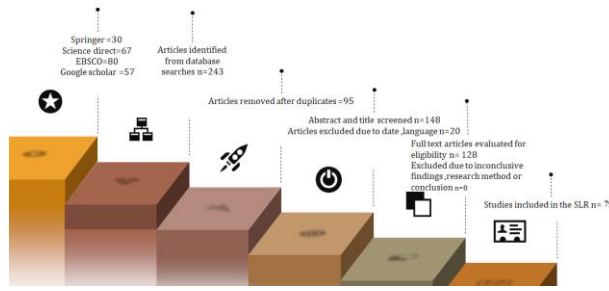 Springer =30
Science direct=67
EBSCO=80
Google scholar =57
Articles identified
from database
searches n=243
Articles removed after duplicates =95
Abstract and title screened n=148
Articles excluded due to date ,language n=20
Full text articles evaluated for
eligibility n= 128
Excluded due to inconclusive
findings ,research method or
conclusion n=8
Studies included in the SLR n=